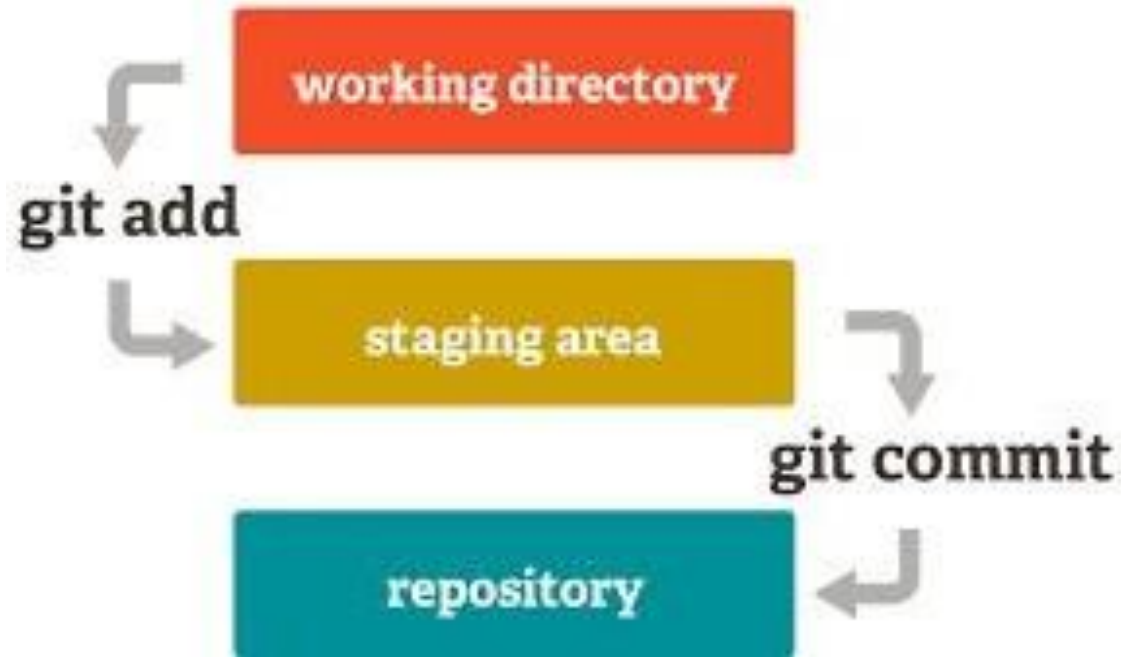 working directory
git add
staging area
git commit
repository